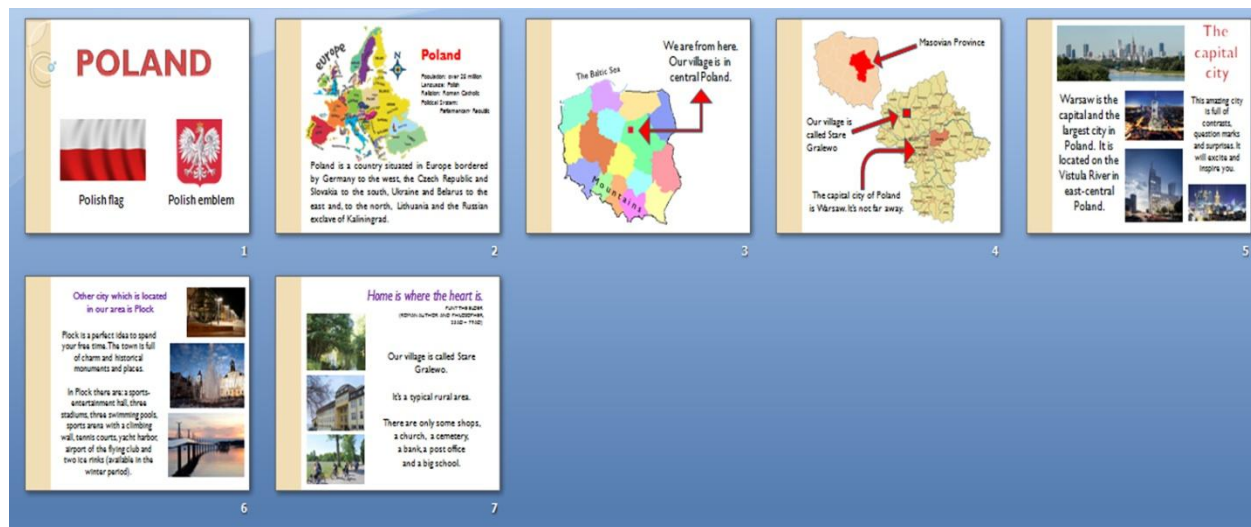 POLAND
Polish flag
Polish emblem
1
europe
N
Poland
Language: Polish
Religion: Roman Catholic
Political System:
Parliamentary Republic
Poland is a country situated in Europe bordered
by Germany to the west, the Czech Republic and
Slovakia to the south, Ukraine and Belarus to the
east and, to the north, Lithuania and the Russian
exclave of Kaliningrad.
2
We are from here.
Our village is in
central Poland.
The Baltic Sea
Mountains
3
Masovian Province
Our village is
called Stare
Gralewo
The capital city of Poland
is Warsaw. It's not far away.
4
The
capital
city
Warsaw is the
capital and the
largest city in
Poland. It is
located on the
Vistula River in
east-central
Poland.
This amazing city
is full of
contrasts,
question marks
and surprises. It
will excite and
inspire you.
5
Other city which is located
in our area is Plock
Plock is a perfect idea to spend
your free time. The town is full
of charm and historical
monuments and places.
In Plock there are: a sports-
entertainment hall, three
stadiums, three swimming pools,
sports arena with a climbing
wall, tennis courts, yacht harbor,
airport of the flying club and
two ice rinks (available in the
winter period).
6
Home is where the heart is.
(ROMAN AUTHOR AND PHILOSOPHER,
Our village is called Stare
Gralewo.
It's a typical rural area.
There are only some shops,
a church, a cemetery,
a bank, a post office
and a big school.
7